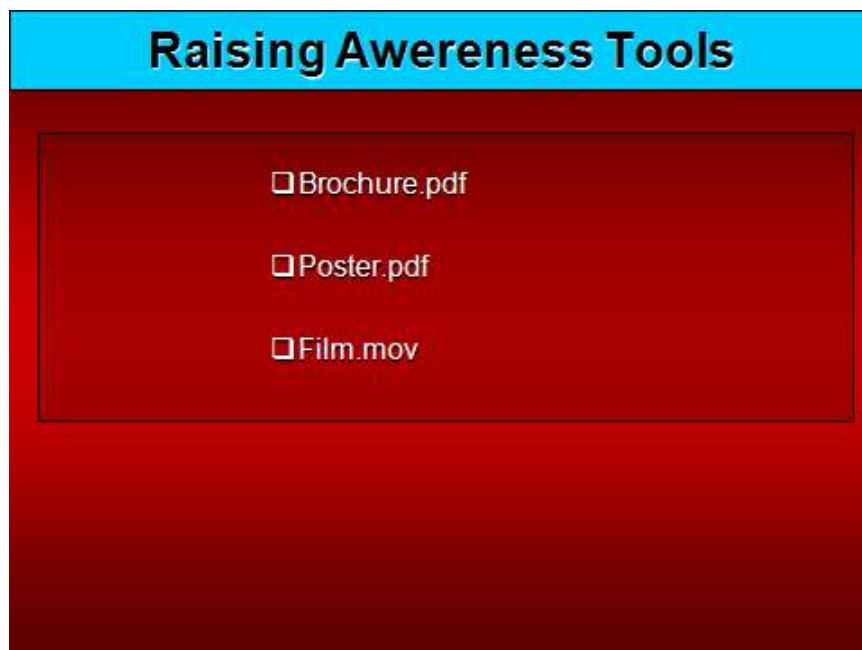 Raising Awereness Tools
❑Brochure.pdf
❑Poster.pdf
❑Film.mov